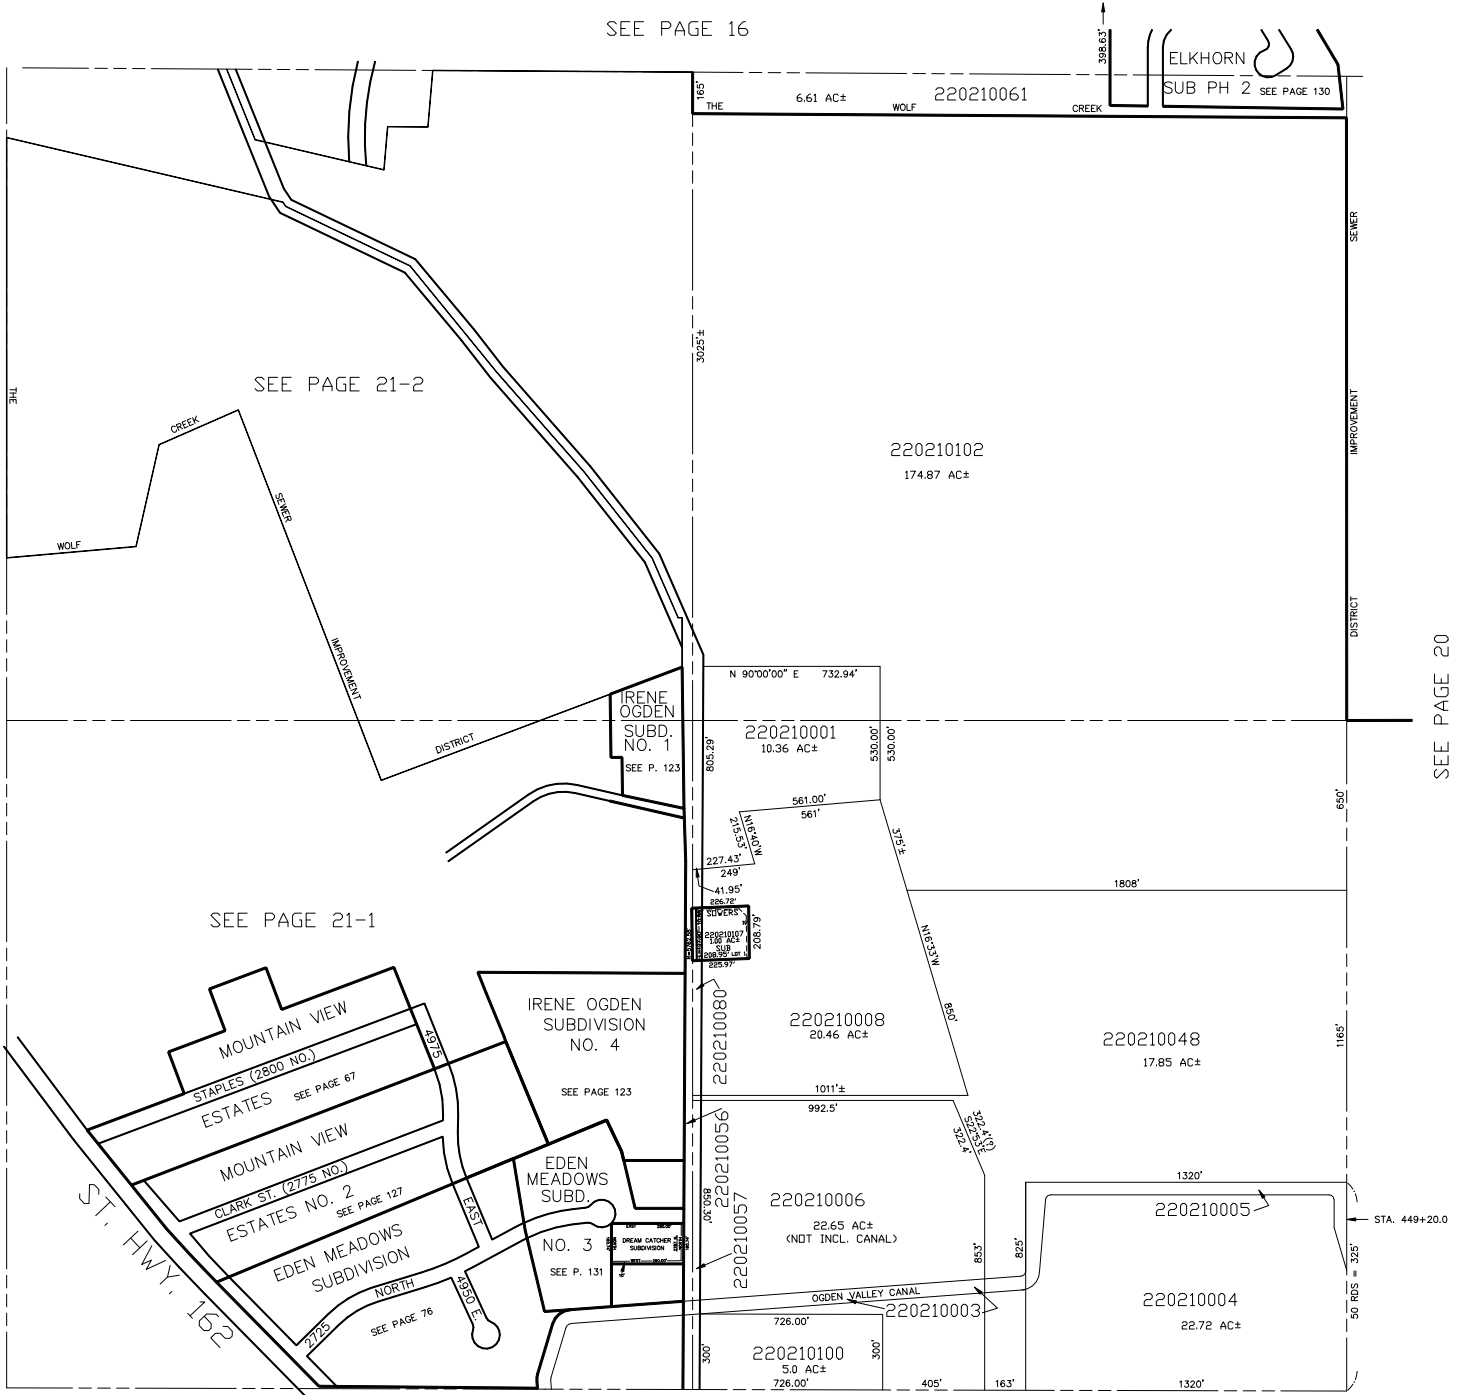 SEE PAGE 16
398.63'
ELKHORN
SUB PH 2 SEE PAGE 130
165'
THE
6.61 AC±
WOLF
220210061
CREEK
SEWER
3025'±
SEE PAGE 21-2
THE
IMPROVEMENT
CREEK
220210102
174.87 AC±
SEWER
WOLF
DISTRICT
SEE PAGE 20
IMPROVEMENT
N 90°00'00" E 732.94'
IRENE
OGDEN
SUBD.
NO. 1
SEE P. 123
DISTRICT
220210001
10.36 AC±
805.29'
530.00'
530.00'
650'
561.00'
561'
N16°40'W
215.53'
375'±
227.43'
249'
41.95'
1808'
226.72'
SOWERS
220210107
1.00 AC±
SUB
208.95' LOT 1
225.97'
208.79'
SEE PAGE 21-1
N16°33'W
850'
MOUNTAIN VIEW
STAPLES (2800 NO.)
ESTATES SEE PAGE 67
4975
IRENE OGDEN
SUBDIVISION
NO. 4
SEE PAGE 123
220210080
220210008
20.46 AC±
220210048
17.85 AC±
1165'
1011'±
992.5'
322.4'(?)
S22°53'E
322.4'
MOUNTAIN VIEW
CLARK ST. (2775 NO.)
ESTATES NO. 2
SEE PAGE 127
EAST
EDEN
MEADOWS
SUBD.
NO. 3
SEE P. 131
DREAM CATCHER
SUBDIVISION
220210056
850.30'
220210057
220210006
22.65 AC±
(NOT INCL. CANAL)
1320'
220210005
STA. 449+20.0
853'
825'
ST. HWY. 162
EDEN MEADOWS
SUBDIVISION
NORTH
2725
4950 E.
SEE PAGE 76
OGDEN VALLEY CANAL
220210003
220210004
22.72 AC±
50 RDS = 325'
726.00'
300'
220210100
5.0 AC±
300'
726.00'
405'
163'
1320'